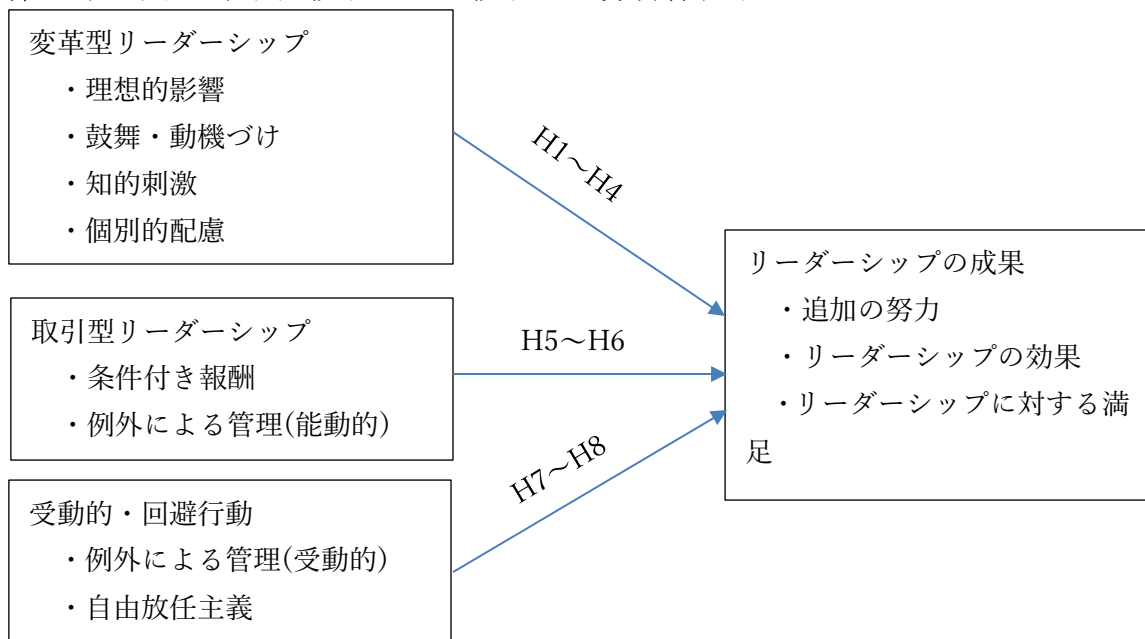 変革型リーダーシップ
・理想的影響
・鼓舞・動機づけ
・知的刺激
・個別的配慮
H1～H4
取引型リーダーシップ
・条件付き報酬
・例外による管理(能動的)
H5～H6
受動的・回避行動
・例外による管理(受動的)
・自由放任主義
H7～H8
リーダーシップの成果
・追加の努力
・リーダーシップの効果
・リーダーシップに対する満
足